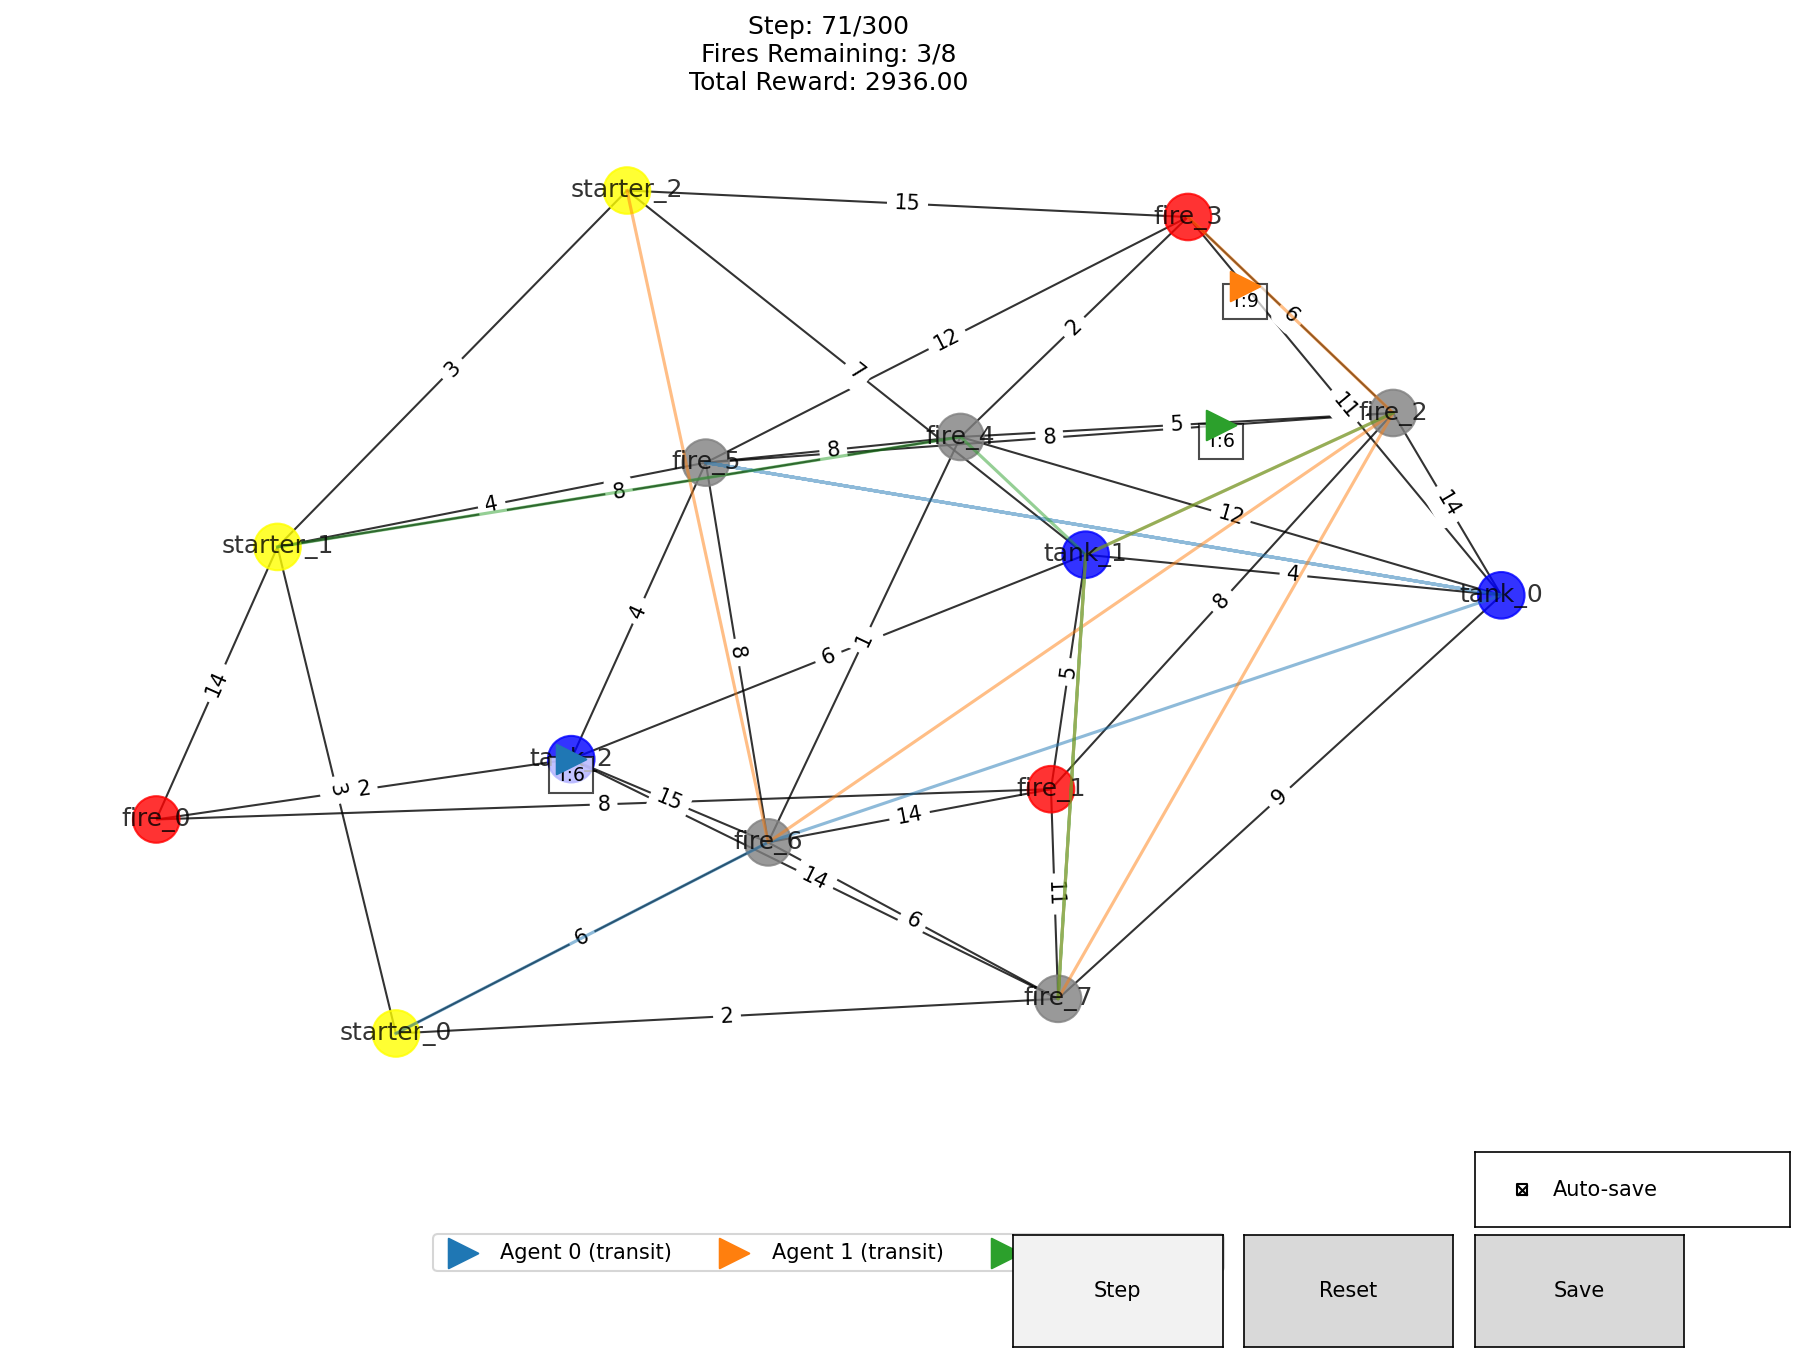 Step: 71/300
Fires Remaining: 3/8
Total Reward: 2936.00
starter_2
15
fire_3
T:9
6
3
7
12
2
11
fire_2
5
T:6
8
fire_4
8
fire_5
4
8
12
14
starter_1
tank_1
4
tank_0
4
8
1
6
5
8
14
tank_2
T:6
3
2
15
8
fire_1
9
fire_0
14
fire_6
14
11
6
6
fire_7
2
starter_0
Auto-save
Agent 0 (transit)
Agent 1 (transit)
Step
Reset
Save